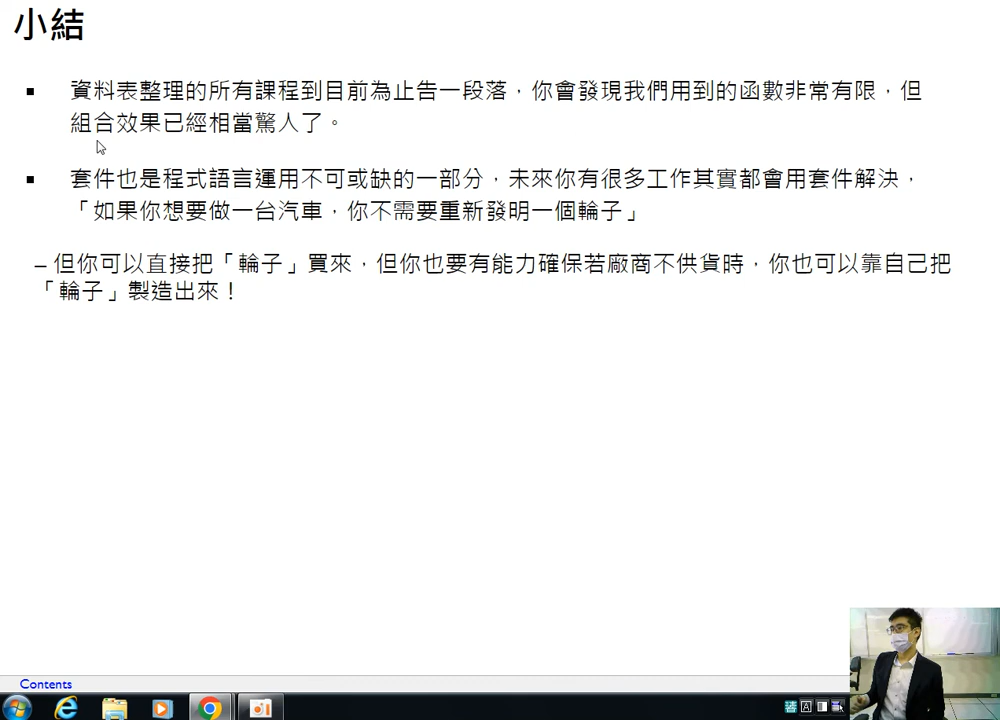 小結
資料表整理的所有課程到目前為止告一段落，你會發現我們用到的函數非常有限，但
組合效果已經相當驚人了。
套件也是程式語言運用不可或缺的一部分，未來你有很多工作其實都會用套件解決，
「如果你想要做一台汽車，你不需要重新發明一個輪子」
– 但你可以直接把「輪子」買來，但你也要有能力確保若廠商不供貨時，你也可以靠自己把
「輪子」製造出來！
Contents